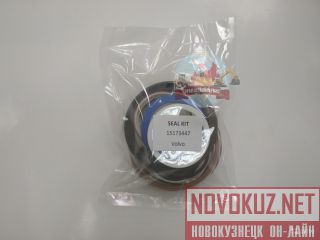 SEAL KIT
15173447
Volvo
NOVOKUZ.NET
НОВОКУЗНЕЦК ОН-ЛАЙН